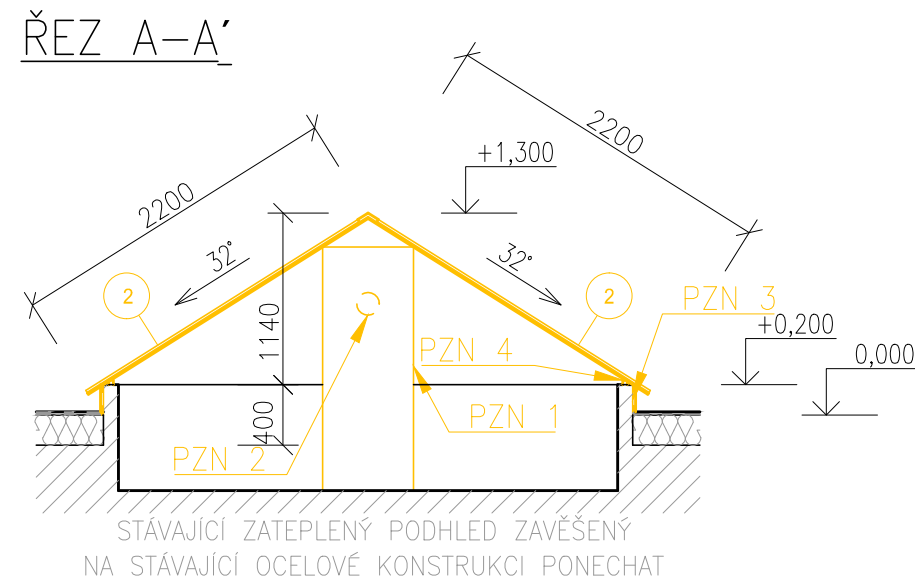 ŘEZ A-A'
2200
2200
+1,300
32°
32°
2
2
PZN 3
1140
+0,200
PZN 4
0,000
400
PZN 1
PZN 2
STÁVAJÍCÍ ZATEPLENÝ PODHLED ZAVĚŠENÝ
NA STÁVAJÍCÍ OCELOVÉ KONSTRUKCI PONECHAT